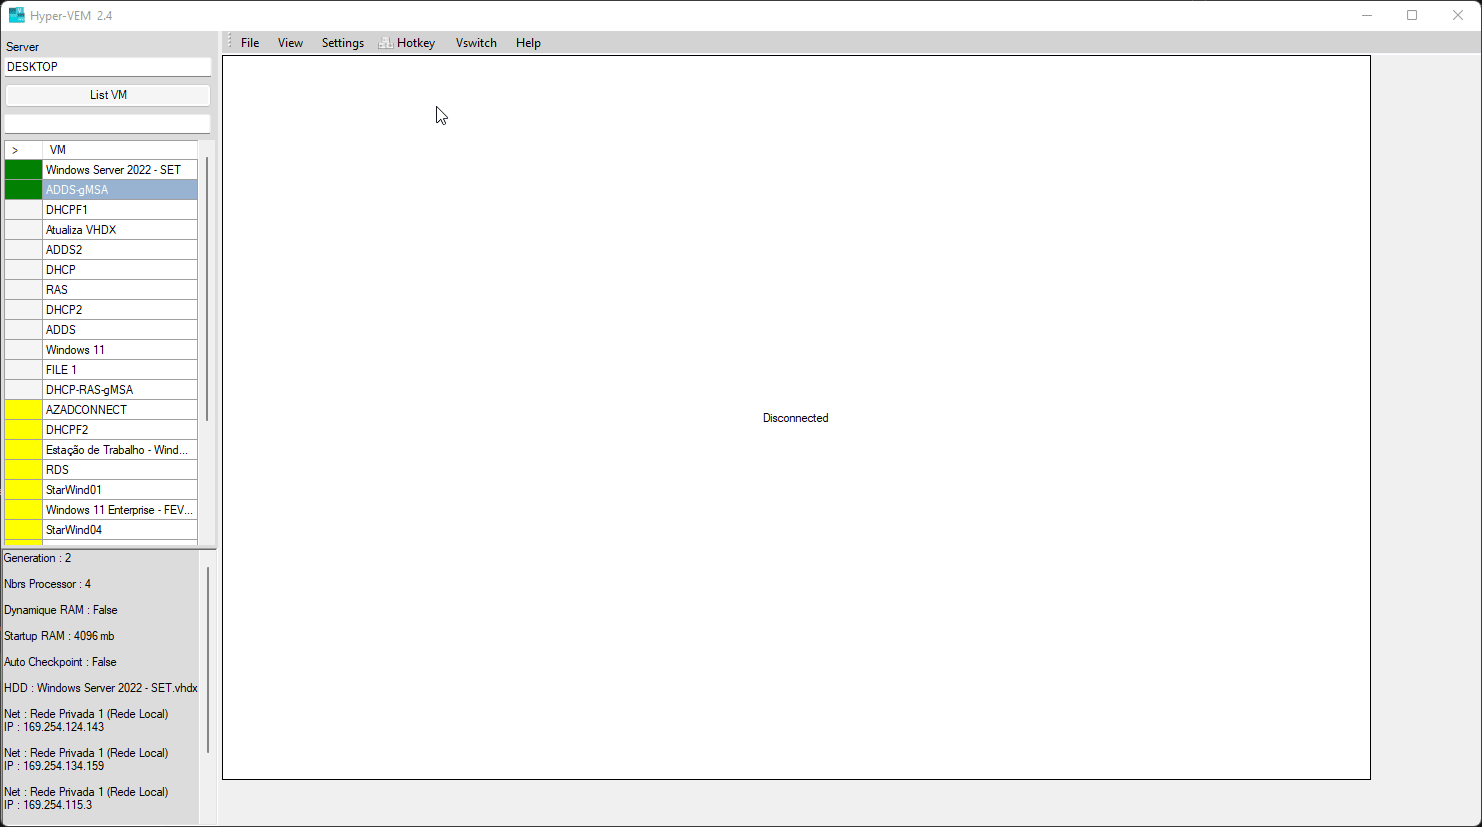 Hyper-VEM 2.4
File View Settings Hotkey Vswitch Help
Server
DESKTOP
List VM
> VM
Windows Server 2022 - SET
ADDS-gMSA
DHCPF1
Atualiza VHDX
ADDS2
DHCP
RAS
DHCP2
ADDS
Windows 11
FILE 1
DHCP-RAS-gMSA
AZADCONNECT
DHCPF2
Estação de Trabalho - Wind...
RDS
StarWind01
Windows 11 Enterprise - FEV...
StarWind04
Generation : 2
Nbrs Processor : 4
Dynamique RAM : False
Startup RAM : 4096 mb
Auto Checkpoint : False
HDD : Windows Server 2022 - SET.vhdx
Net : Rede Privada 1 (Rede Local)
IP : 169.254.124.143
Net : Rede Privada 1 (Rede Local)
IP : 169.254.134.159
Net : Rede Privada 1 (Rede Local)
IP : 169.254.115.3
Disconnected